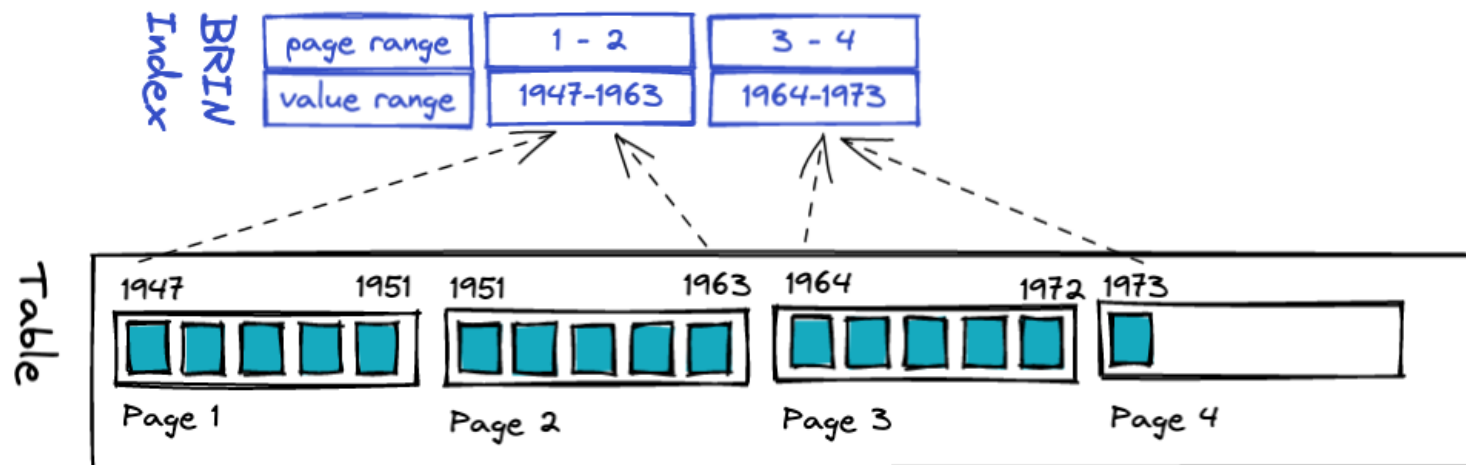 BRIN
Index
page range
1 - 2
3 - 4
value range
1947-1963
1964-1973
Table
1947
1951
1951
1963
1964
1972
1973
Page 1
Page 2
Page 3
Page 4